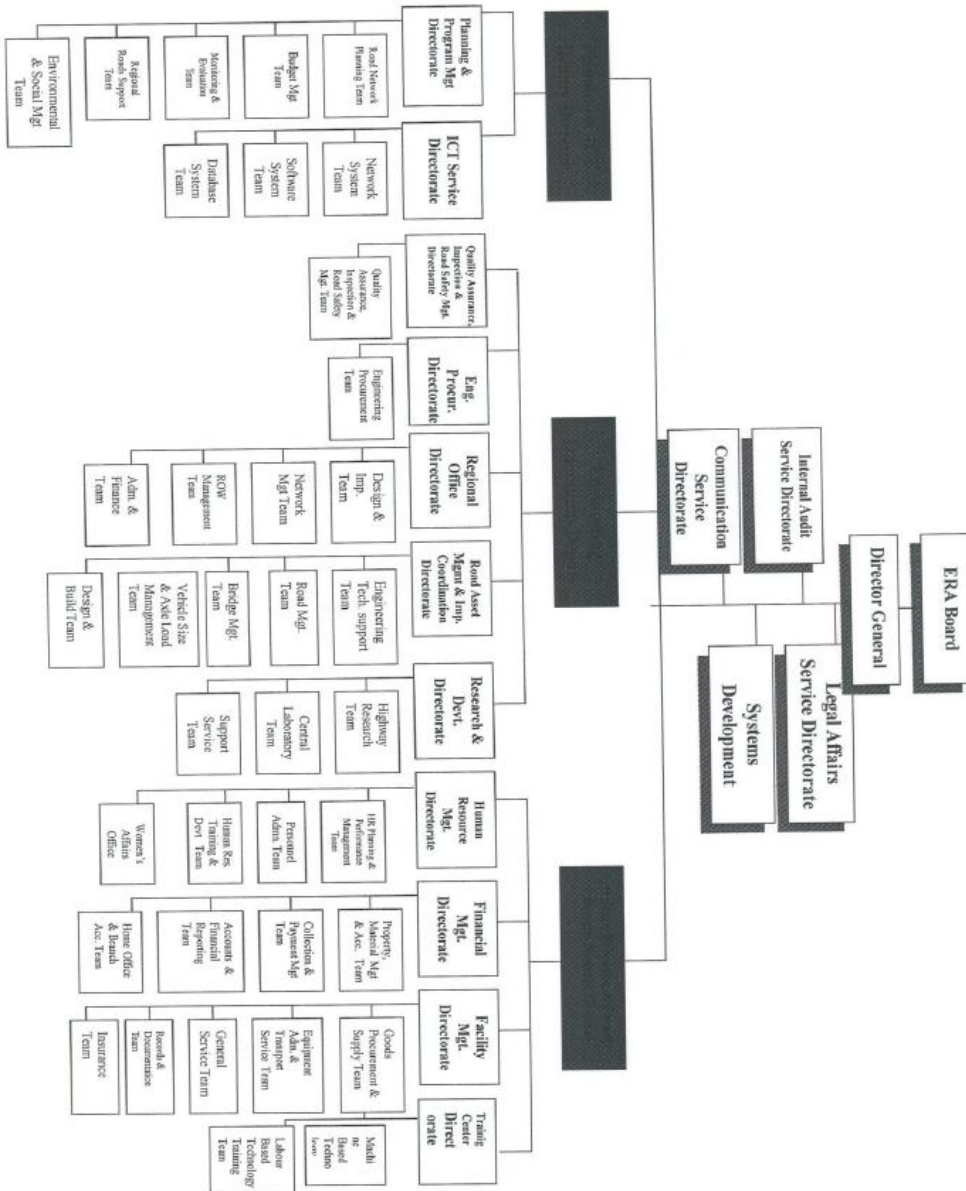 ERA Board
Director General
Internal Audit
Service Directorate
Legal Affairs
Service Directorate
Communication
Service
Directorate
Systems
Development
Planning &
Program Mgt
Directorate
Road Network
Planning Team
Budget Mgt
Team
Monitoring &
Evaluation
Team
Regional
Roads Support
Team
Environmental
& Social Mgt
Team
ICT Service
Directorate
Network
System
Team
Software
System
Team
Database
System
Team
Quality Assurance,
Inspection &
Road Safety Mgt.
Directorate
Quality
Assurance,
Inspection &
Road Safety
Mgt. Team
Eng.
Procur.
Directorate
Engineering
Procurement
Team
Regional
Office
Directorate
Design &
Imp.
Team
Network
Mgt Team
ROW
Management
Team
Adm. &
Finance
Team
Road Asset
Mgmt & Imp.
Coordination
Directorate
Engineering
Tech. support
Team
Road Mgt.
Team
Bridge Mgt.
Team
Vehicle Size
& Axle Load
Management
Team
Design &
Build Team
Research &
Devt.
Directorate
Highway
Research
Team
Central
Laboratory
Team
Support
Service
Team
Human
Resource
Mgt.
Directorate
HR Planning &
Performance
Management
Team
Personnel
Adms. Team
Human Res.
Training &
Devt. Team
Women's
Affairs
Office
Financial
Mgt.
Directorate
Property,
Material Mgt
& Acc. Team
Collection &
Payment Mgt
Team
Accounts &
Financial
Reporting
Team
Home Office
& Branch
Acc. Team
Facility
Mgt.
Directorate
Goods
Procurement &
Supply Team
Equipment
Adm. &
Transport
Service Team
General
Service Team
Records &
Documentation
Team
Insurance
Team
Trainig
Center
Direct
orate
Machi
ne
Based
Techno
Labour
Based
Technology
Training
Team